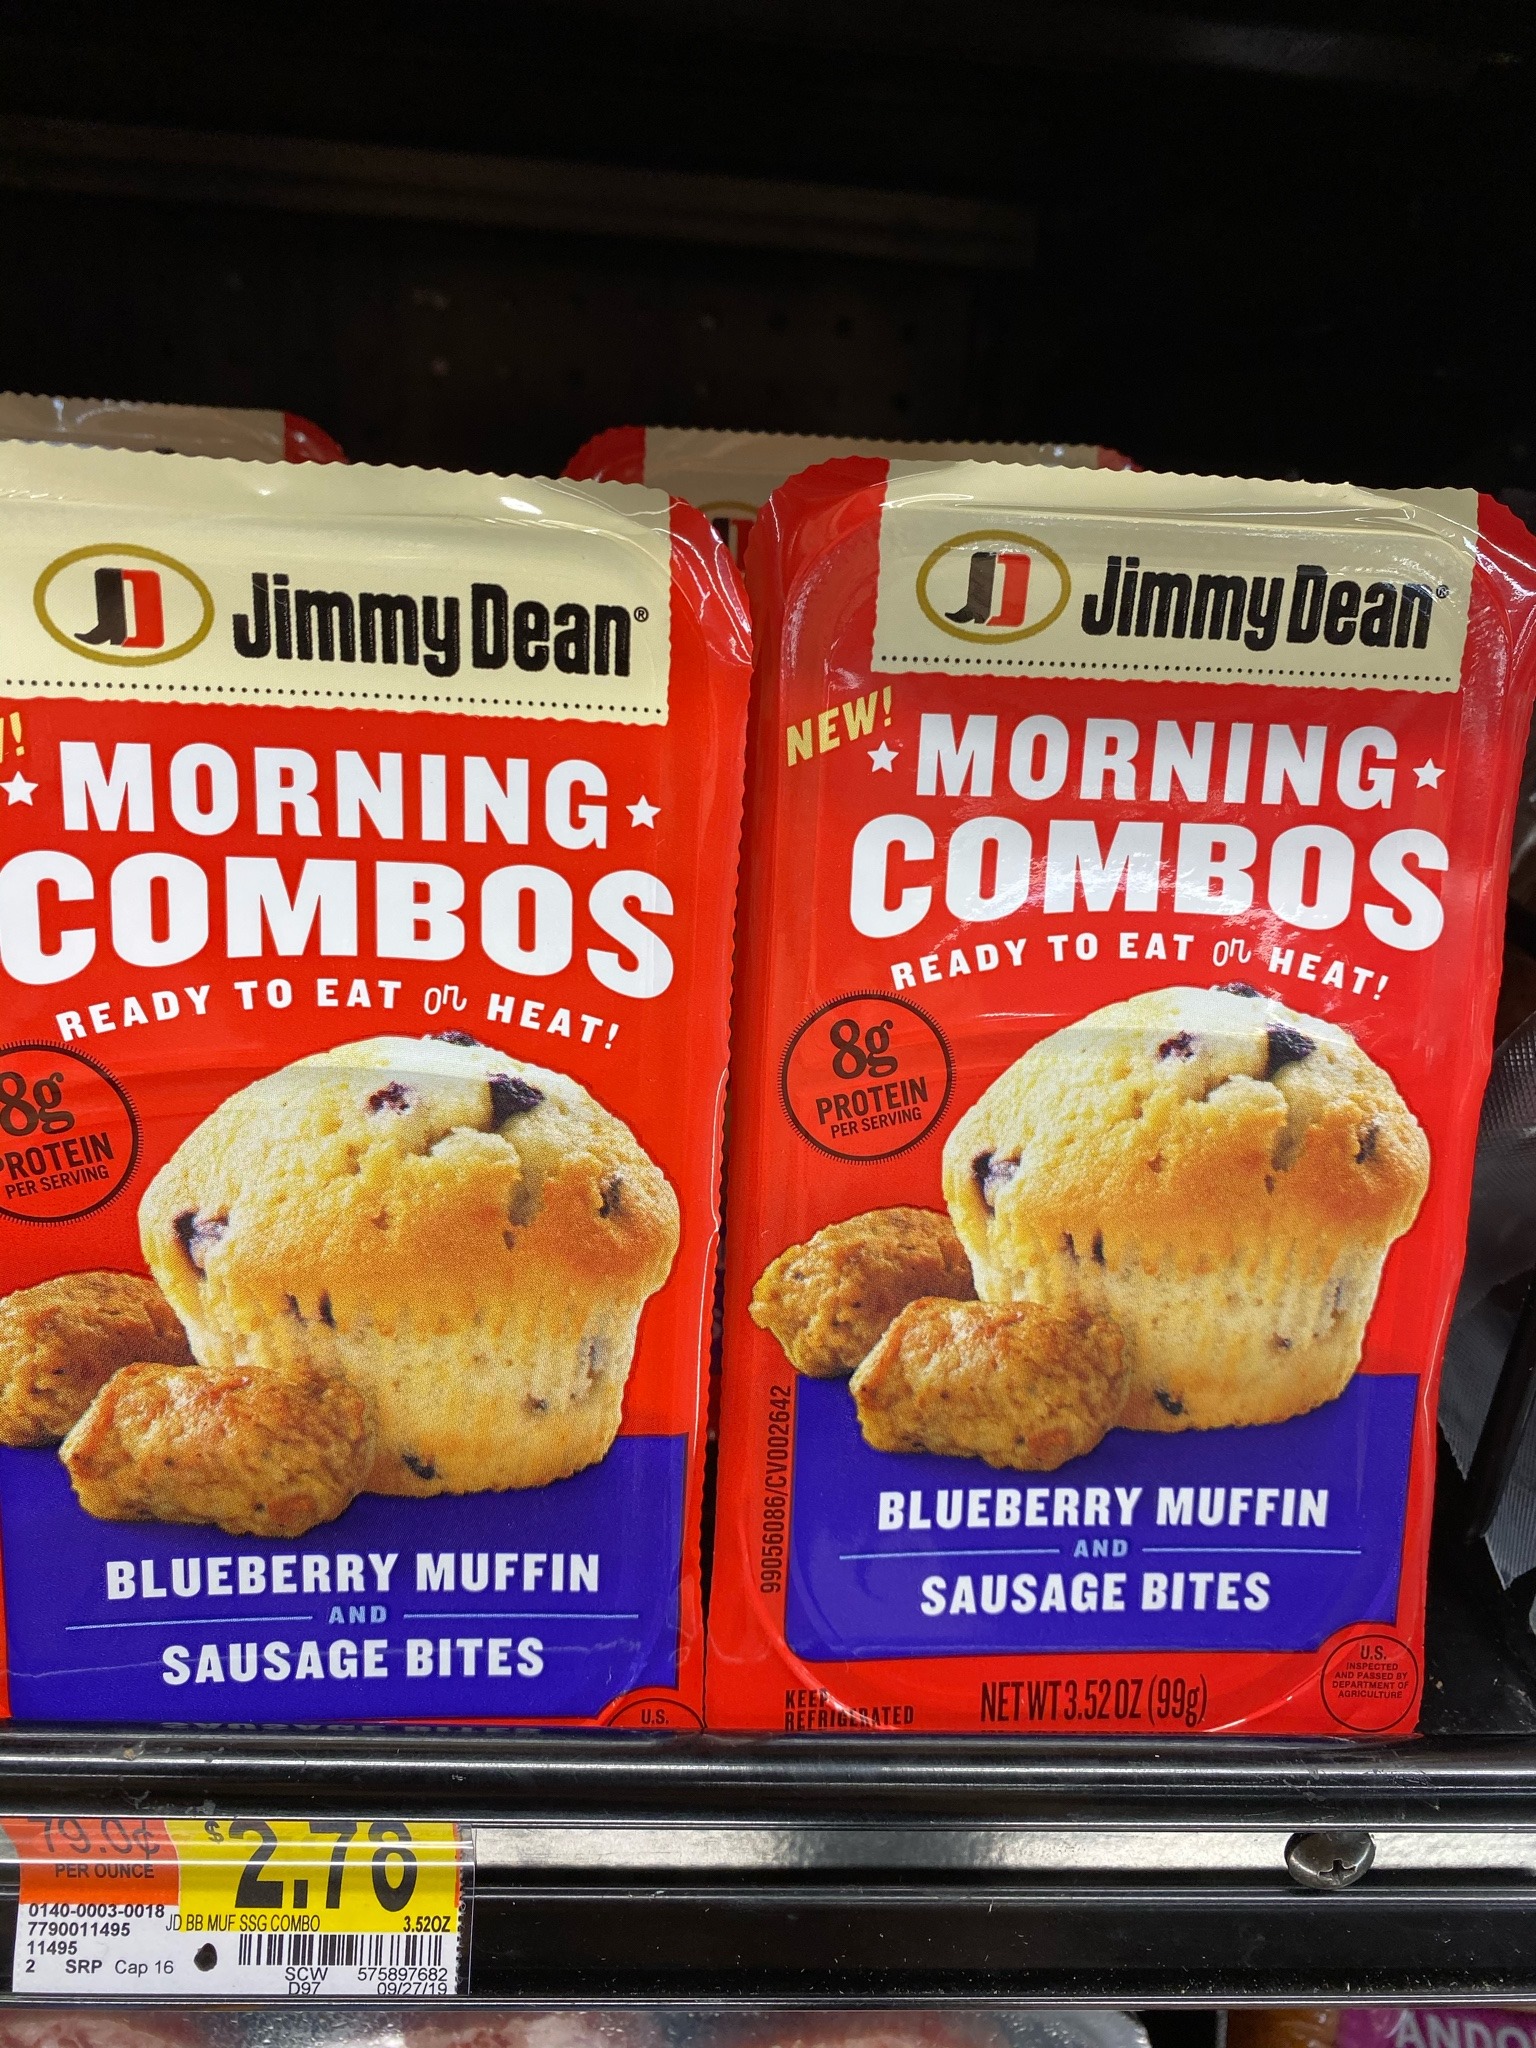 Jimmy Dean®
MORNING
COMBOS
READY TO EAT or HEAT!
8g
PROTEIN
PER SERVING
BLUEBERRY MUFFIN
AND
SAUSAGE BITES
U.S.
Jimmy Dean®
NEW!
MORNING
COMBOS
READY TO EAT or HEAT!
8g
PROTEIN
PER SERVING
99056086/CV002642
BLUEBERRY MUFFIN
AND
SAUSAGE BITES
KEEP
REFRIGERATED
NET WT 3.52 OZ (99g)
U.S.
INSPECTED
AND PASSED BY
DEPARTMENT OF
AGRICULTURE
79.0¢
PER OUNCE
$2.78
0140-0003-0018
7790011495
JD BB MUF SSG COMBO 3.52OZ
11495
2 SRP Cap 16
SCW 575897682
D97 09/27/19